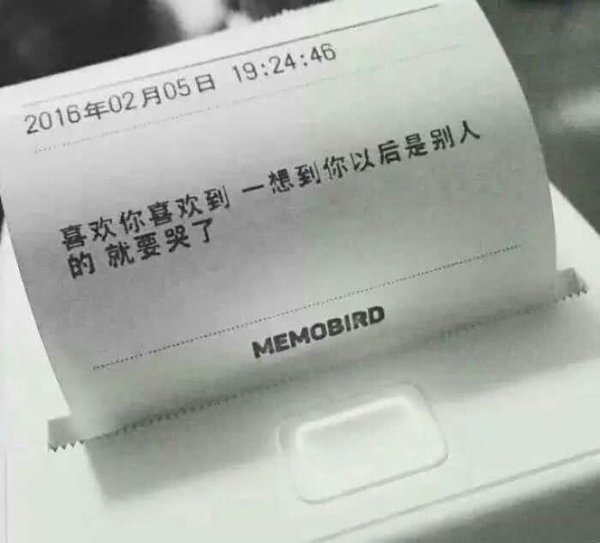 2016年02月05日 19:24:46
喜欢你喜欢到 一想到你以后是别人
的 就要哭了
MEMOBIRD